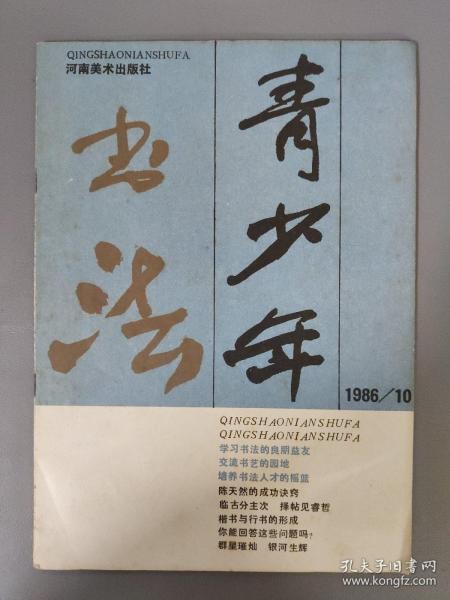 QINGSHAONIANSHUFA
河南美术出版社
青少年
书法
1986/10
QINGSHAONIANSHUFA
QINGSHAONIANSHUFA
学习书法的良朋益友
交流书艺的园地
培养书法人才的摇篮
陈天然的成功诀窍
临古分主次 择帖见睿哲
楷书与行书的形成
你能回答这些问题吗?
群星璀灿 银河生辉
孔夫子旧书网
book.kongfz.com